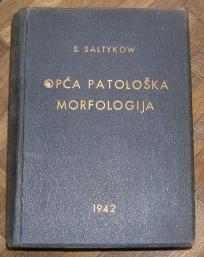 S. SALTYKOW
OPĆA PATOLOŠKA
MORFOLOGIJA
1942